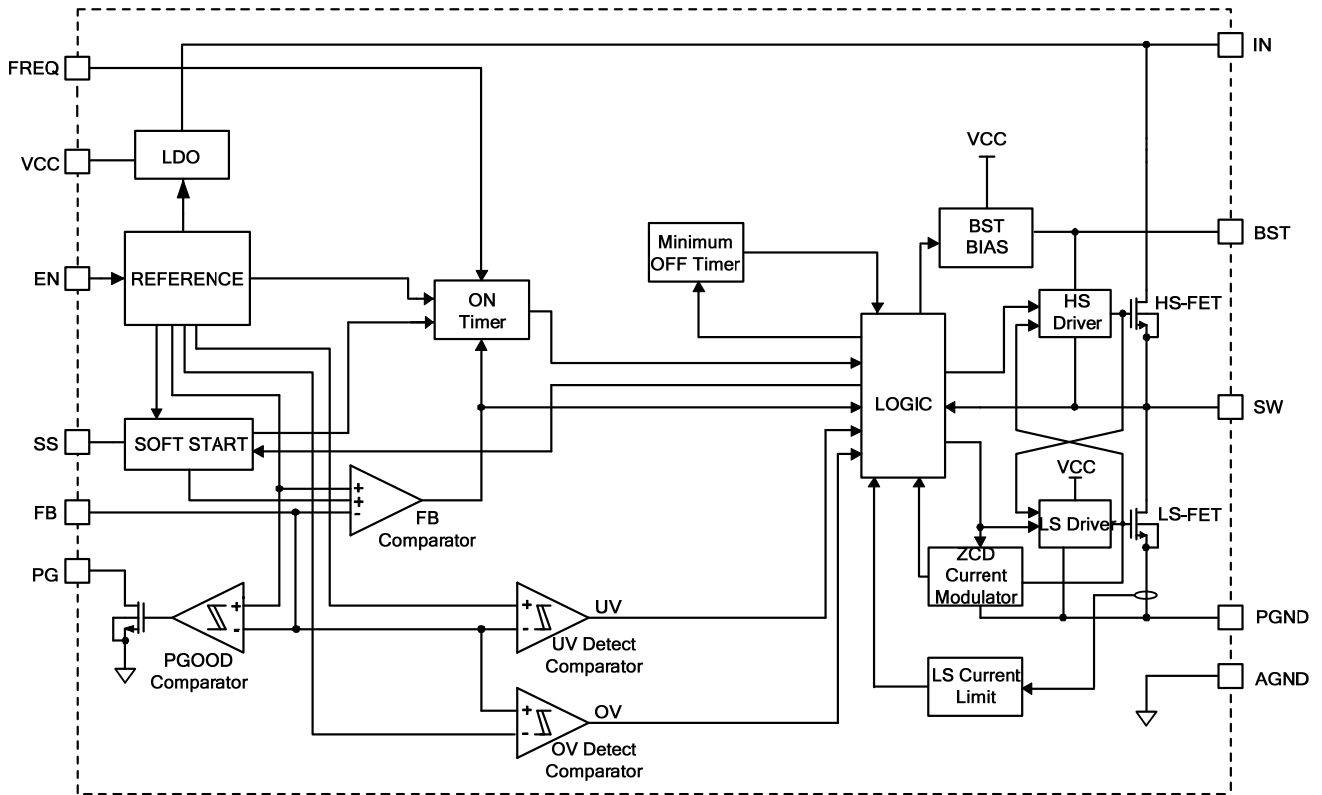 IN
FREQ
VCC
LDO
VCC
BST
BIAS
BST
Minimum
OFF Timer
EN
REFERENCE
ON
Timer
HS
Driver
HS-FET
LOGIC
SW
SS
SOFT START
VCC
FB
FB
Comparator
LS Driver
LS-FET
PG
ZCD
Current
Modulator
+
+
-
+
-
PGOOD
Comparator
+
-
UV
UV Detect
Comparator
PGND
LS Current
Limit
AGND
+
-
OV
OV Detect
Comparator